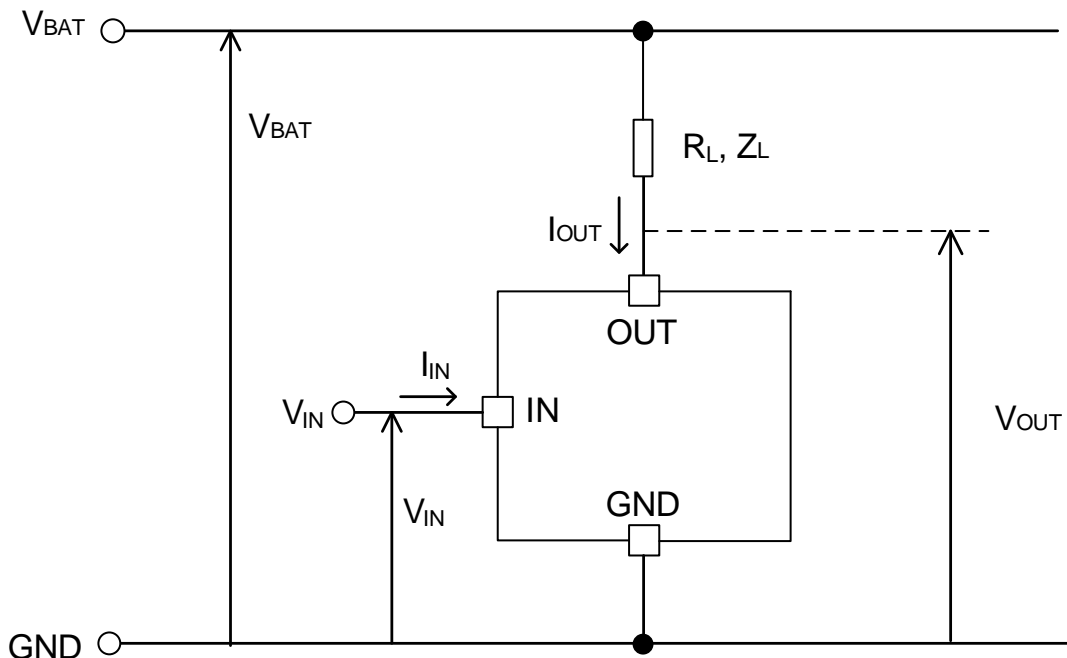 VBAT
VBAT
RL, ZL
IOUT
OUT
IIN
VIN
IN
VOUT
GND
VIN
GND